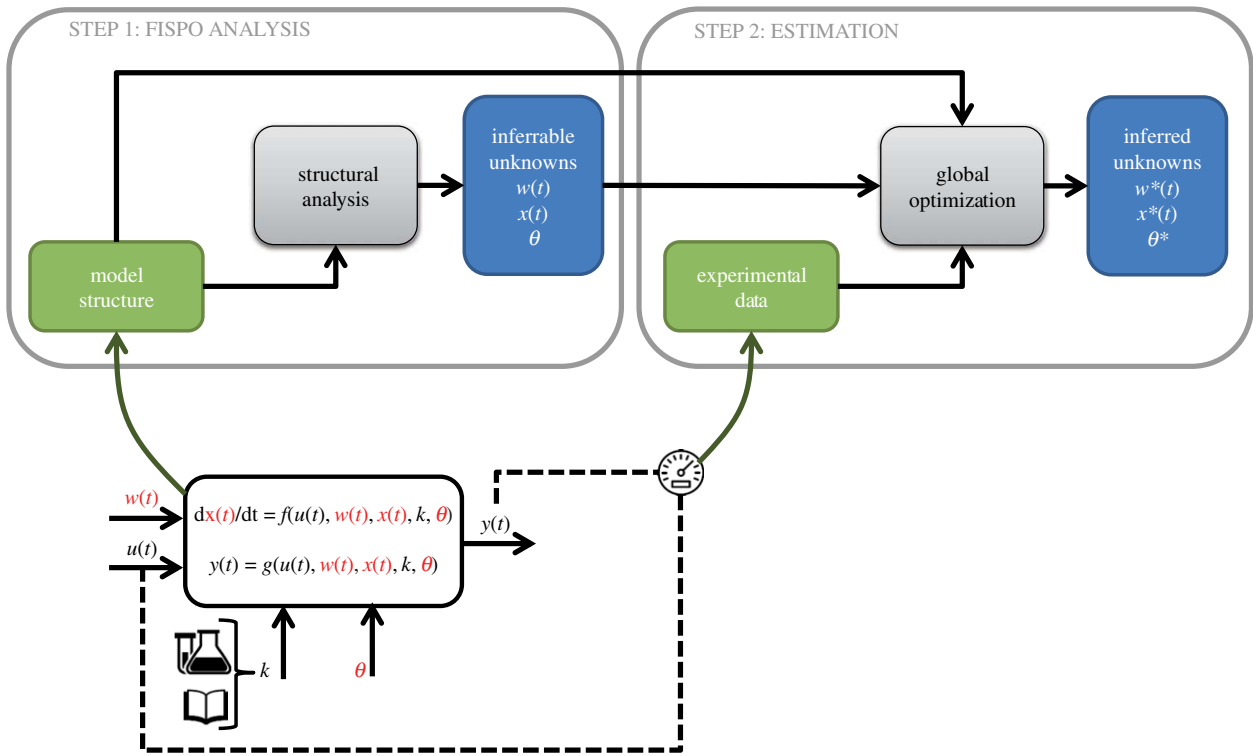 STEP 1: FISPO ANALYSIS
model
structure
structural
analysis
inferrable
unknowns
w(t)
x(t)
θ
STEP 2: ESTIMATION
experimental
data
global
optimization
inferred
unknowns
w*(t)
x*(t)
θ*
w(t)
u(t)
dx(t)/dt = f(u(t), w(t), x(t), k, θ)
y(t) = g(u(t), w(t), x(t), k, θ)
y(t)
k
θ